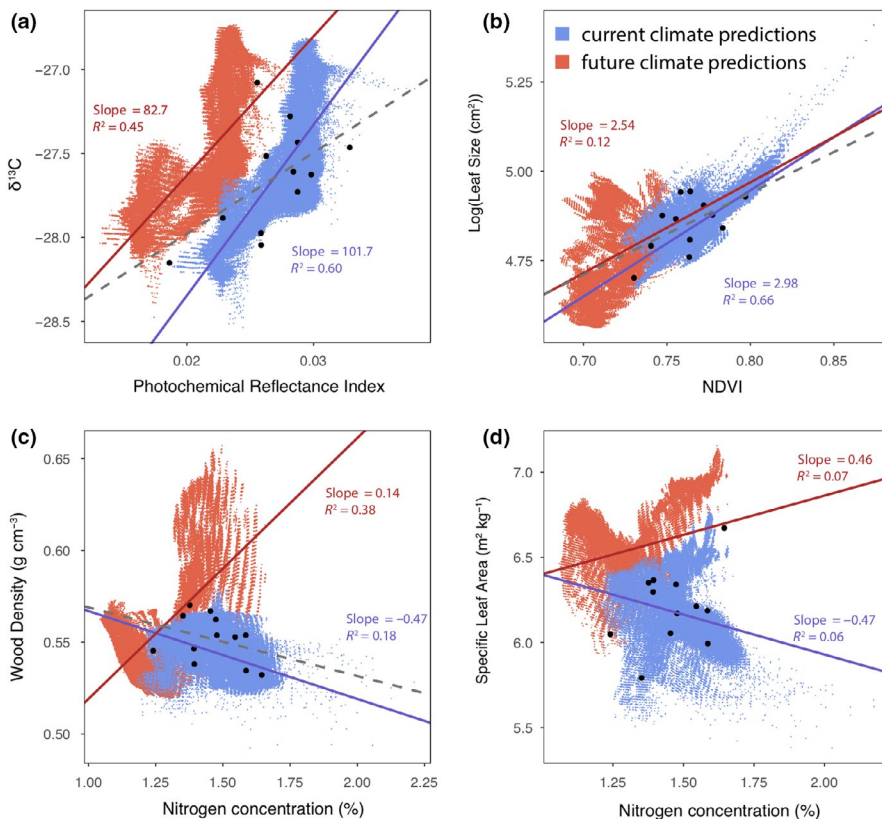 (a)
δ13C
−27.0
−27.5
−28.0
−28.5
Slope = 82.7
R² = 0.45
Slope = 101.7
R² = 0.60
0.02
0.03
Photochemical Reflectance Index
(b)
current climate predictions
future climate predictions
Log(Leaf Size (cm²))
5.25
5.00
4.75
Slope = 2.54
R² = 0.12
Slope = 2.98
R² = 0.66
0.70
0.75
0.80
0.85
NDVI
(c)
Wood Density (g cm⁻³)
0.65
0.60
0.55
0.50
Slope = 0.14
R² = 0.38
Slope = −0.47
R² = 0.18
1.00
1.25
1.50
1.75
2.00
2.25
Nitrogen concentration (%)
(d)
Specific Leaf Area (m² kg⁻¹)
7.0
6.5
6.0
5.5
Slope = 0.46
R² = 0.07
Slope = −0.47
R² = 0.06
1.25
1.50
1.75
2.00
Nitrogen concentration (%)